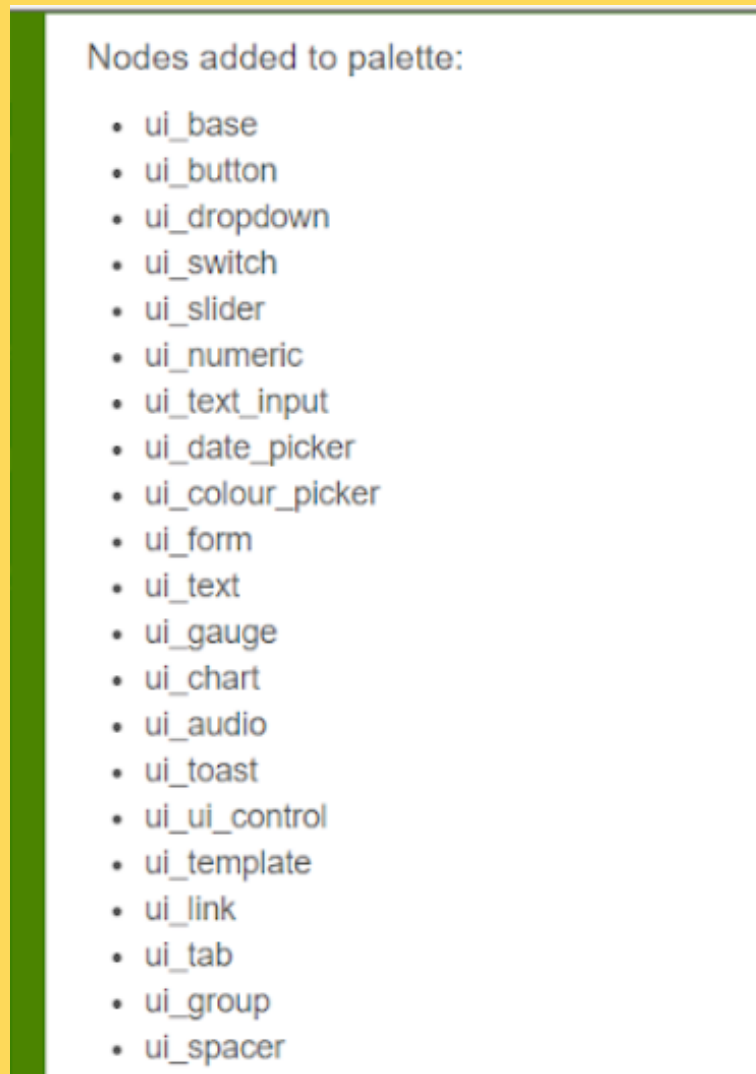 Nodes added to palette:
• ui_base
• ui_button
• ui_dropdown
• ui_switch
• ui_slider
• ui_numeric
• ui_text_input
• ui_date_picker
• ui_colour_picker
• ui_form
• ui_text
• ui_gauge
• ui_chart
• ui_audio
• ui_toast
• ui_ui_control
• ui_template
• ui_link
• ui_tab
• ui_group
• ui_spacer